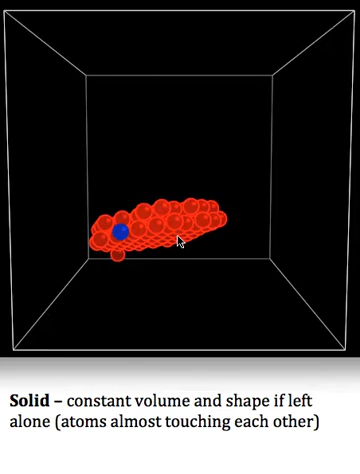 Solid – constant volume and shape if left
alone (atoms almost touching each other)